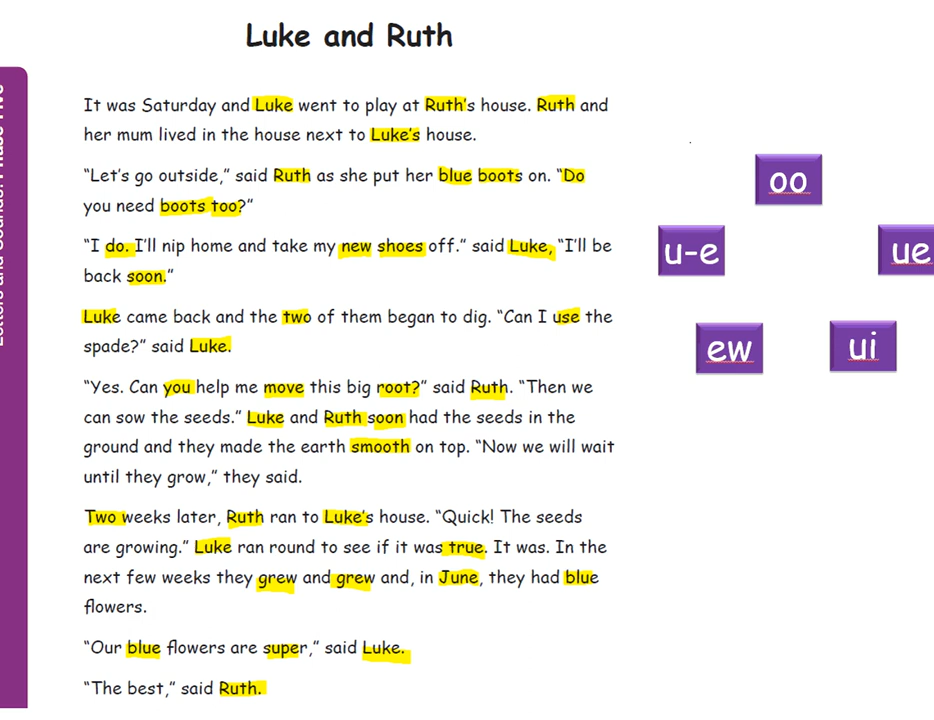 Luke and Ruth
It was Saturday and Luke went to play at Ruth's house. Ruth and
her mum lived in the house next to Luke's house.
“Let's go outside,” said Ruth as she put her blue boots on. “Do
you need boots too?”
“I do. I'll nip home and take my new shoes off.” said Luke, “I'll be
back soon.”
Luke came back and the two of them began to dig. “Can I use the
spade?” said Luke.
“Yes. Can you help me move this big root?” said Ruth. “Then we
can sow the seeds.” Luke and Ruth soon had the seeds in the
ground and they made the earth smooth on top. “Now we will wait
until they grow,” they said.
Two weeks later, Ruth ran to Luke's house. “Quick! The seeds
are growing.” Luke ran round to see if it was true. It was. In the
next few weeks they grew and grew and, in June, they had blue
flowers.
“Our blue flowers are super,” said Luke.
“The best,” said Ruth.
oo
u-e
ue
ew
ui